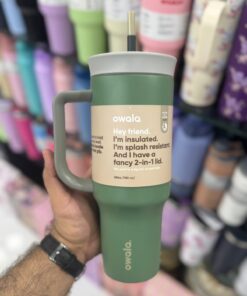 owala
Hey friend.
I'm insulated.
I'm splash resistant.
And I have a
fancy 2-in-1 lid.
owala